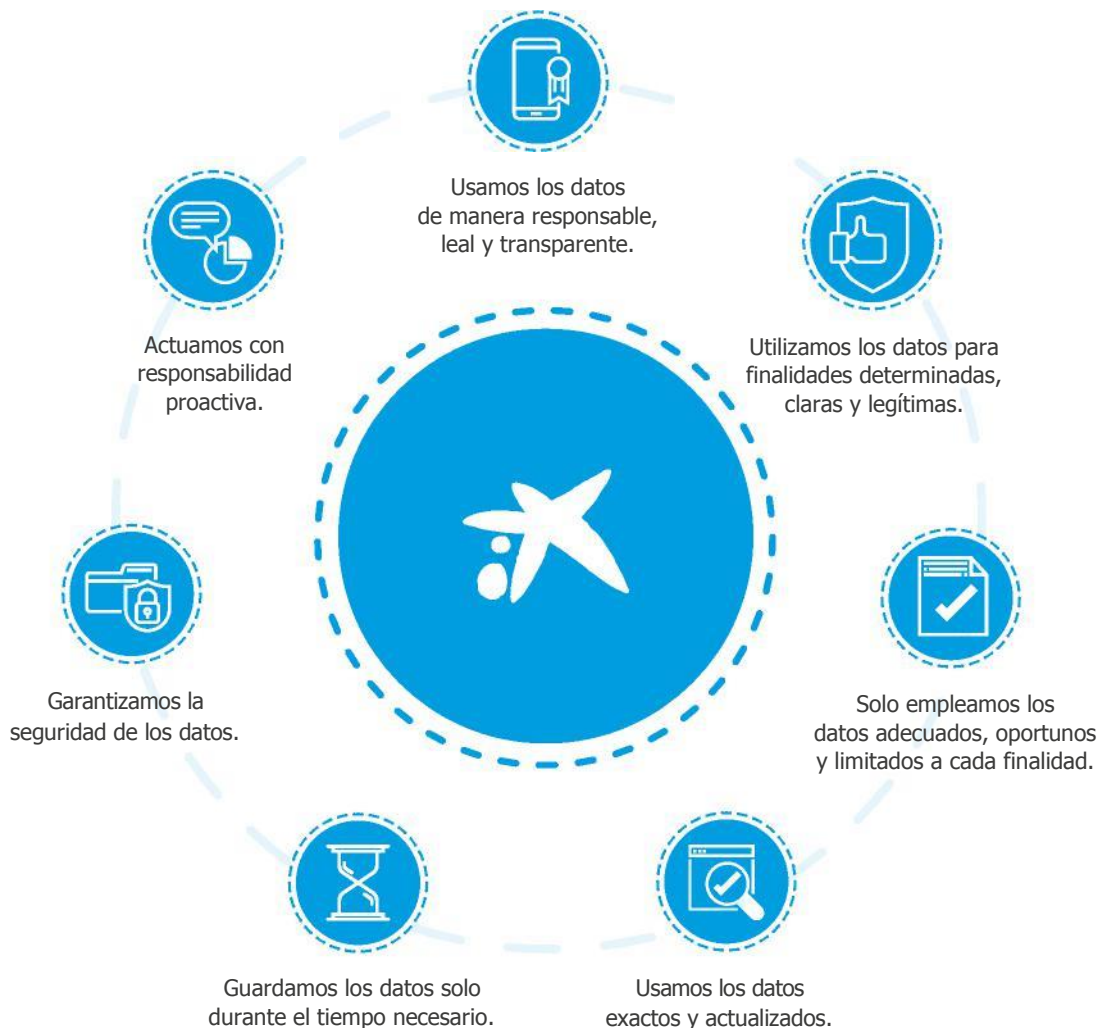 Usamos los datos
de manera responsable,
leal y transparente.
Utilizamos los datos para
finalidades determinadas,
claras y legítimas.
Solo empleamos los
datos adecuados, oportunos
y limitados a cada finalidad.
Usamos los datos
exactos y actualizados.
Guardamos los datos solo
durante el tiempo necesario.
Garantizamos la
seguridad de los datos.
Actuamos con
responsabilidad
proactiva.